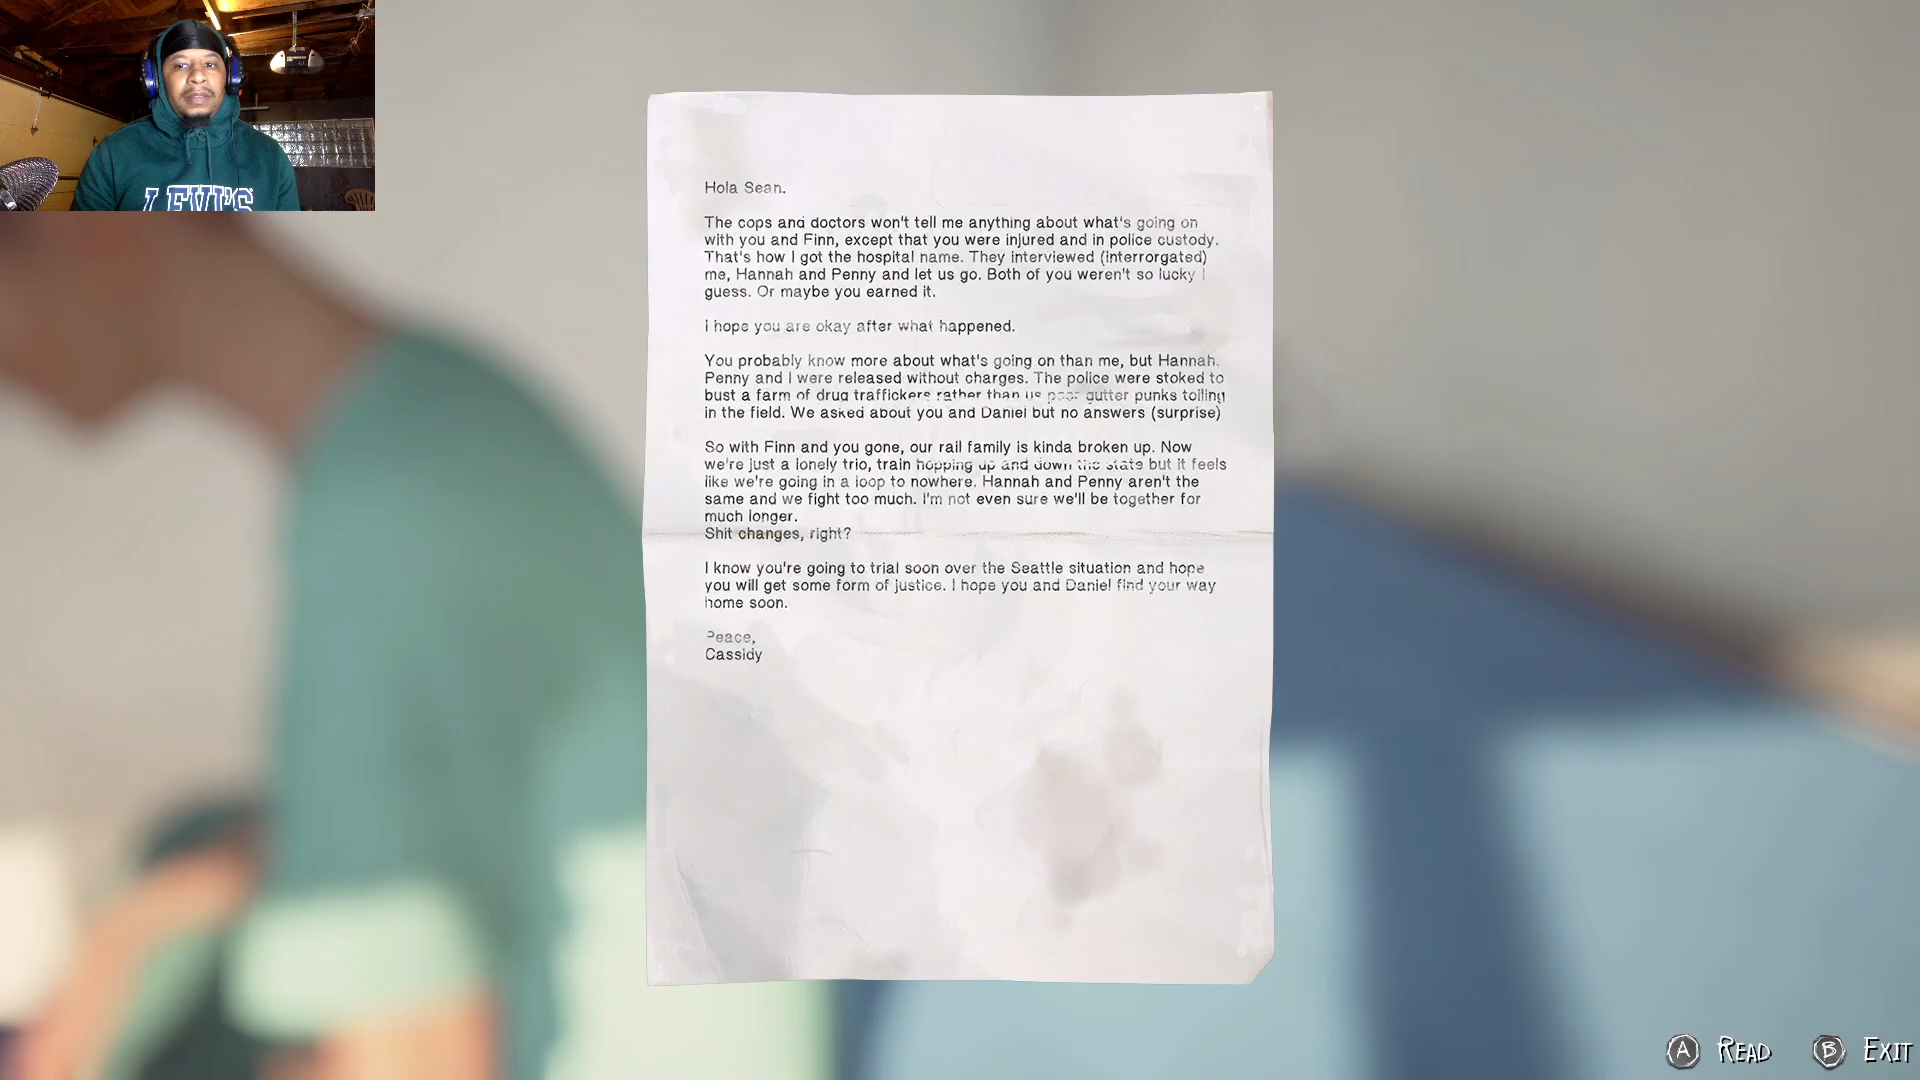 LEVI'S
Hola Sean.
The cops and doctors won't tell me anything about what's going on
with you and Finn, except that you were injured and in police custody.
That's how I got the hospital name. They interviewed (interrorgated)
me, Hannah and Penny and let us go. Both of you weren't so lucky I
guess. Or maybe you earned it.
I hope you are okay after what happened.
You probably know more about what's going on than me, but Hannah,
Penny and I were released without charges. The police were stoked to
bust a farm of drug traffickers rather than us poor gutter punks toiling
in the field. We asked about you and Daniel but no answers (surprise)
So with Finn and you gone, our rail family is kinda broken up. Now
we're just a lonely trio, train hopping up and down the state but it feels
like we're going in a loop to nowhere. Hannah and Penny aren't the
same and we fight too much. I'm not even sure we'll be together for
much longer.
Shit changes, right?
I know you're going to trial soon over the Seattle situation and hope
you will get some form of justice. I hope you and Daniel find your way
home soon.
Peace,
Cassidy
A READ B EXIT